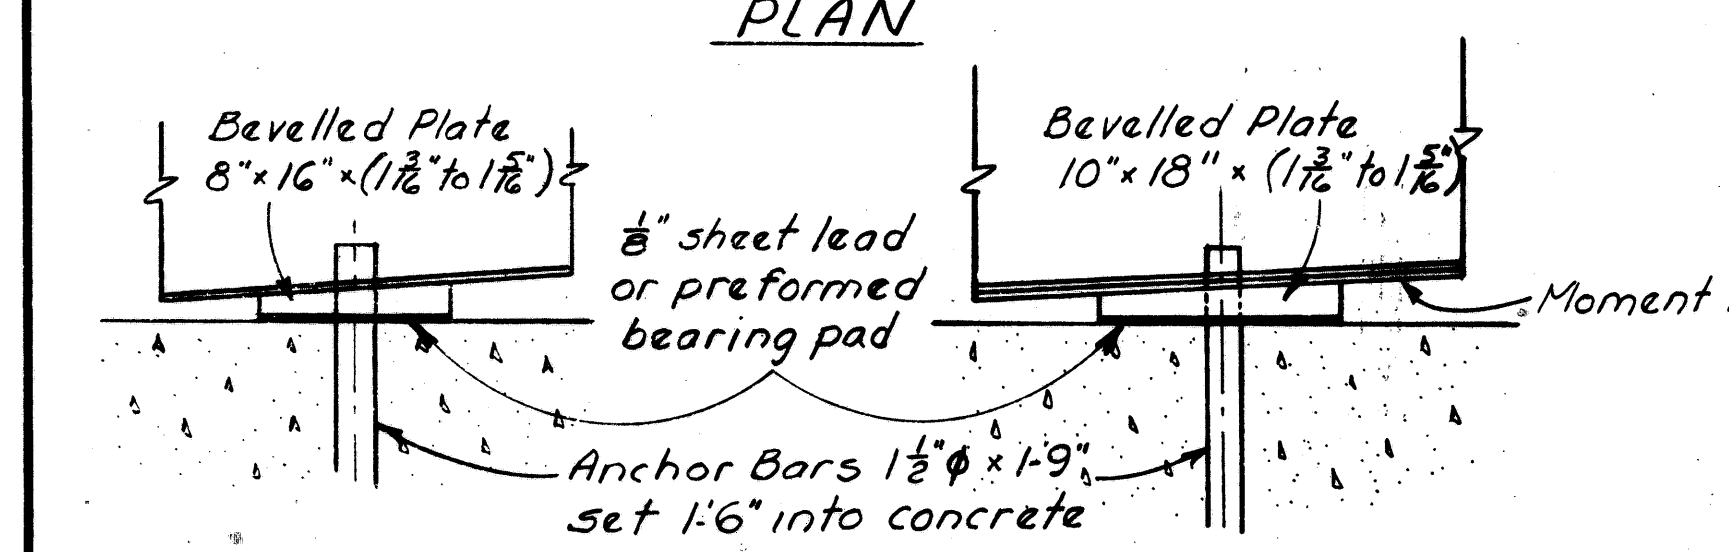 PLAN
Bevelled Plate
8" x 16" x (1 3/16" to 1 5/16")
Bevelled Plate
10" x 18" x (1 3/16" to 1 5/16")
1/8" sheet lead
or preformed
bearing pad
Moment
Anchor Bars 1 1/2" ϕ x 1'-9"
set 1'-6" into concrete